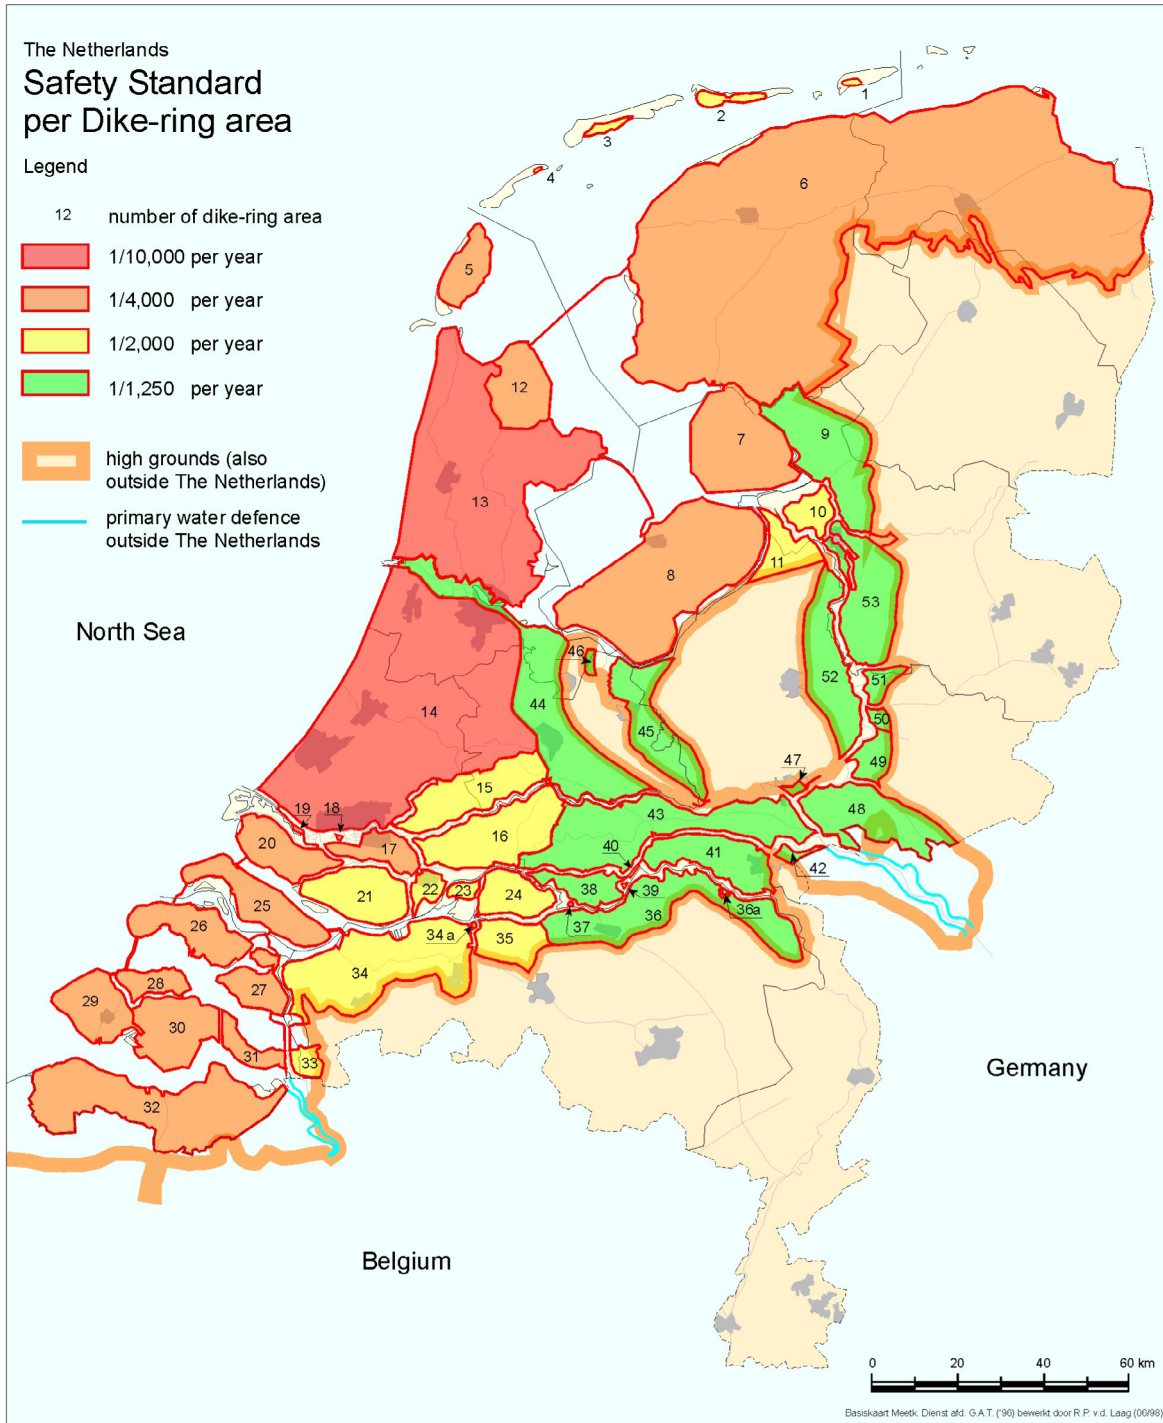 The Netherlands
Safety Standard
per Dike-ring area
Legend
12 number of dike-ring area
1/10,000 per year
1/4,000 per year
1/2,000 per year
1/1,250 per year
high grounds (also
outside The Netherlands)
primary water defence
outside The Netherlands
1
2
3
4
5
6
7
8
9
10
11
12
13
14
15
16
17
18
19
20
21
22
23
24
25
26
27
28
29
30
31
32
33
34
34a
35
36
36a
37
38
39
40
41
42
43
44
45
46
47
48
49
50
51
52
53
North Sea
Germany
Belgium
0 20 40 60 km
Basiskaart Meetk. Dienst afd. G.A.T. ('96) bewerkt door R.P. v.d. Laag (06/98)